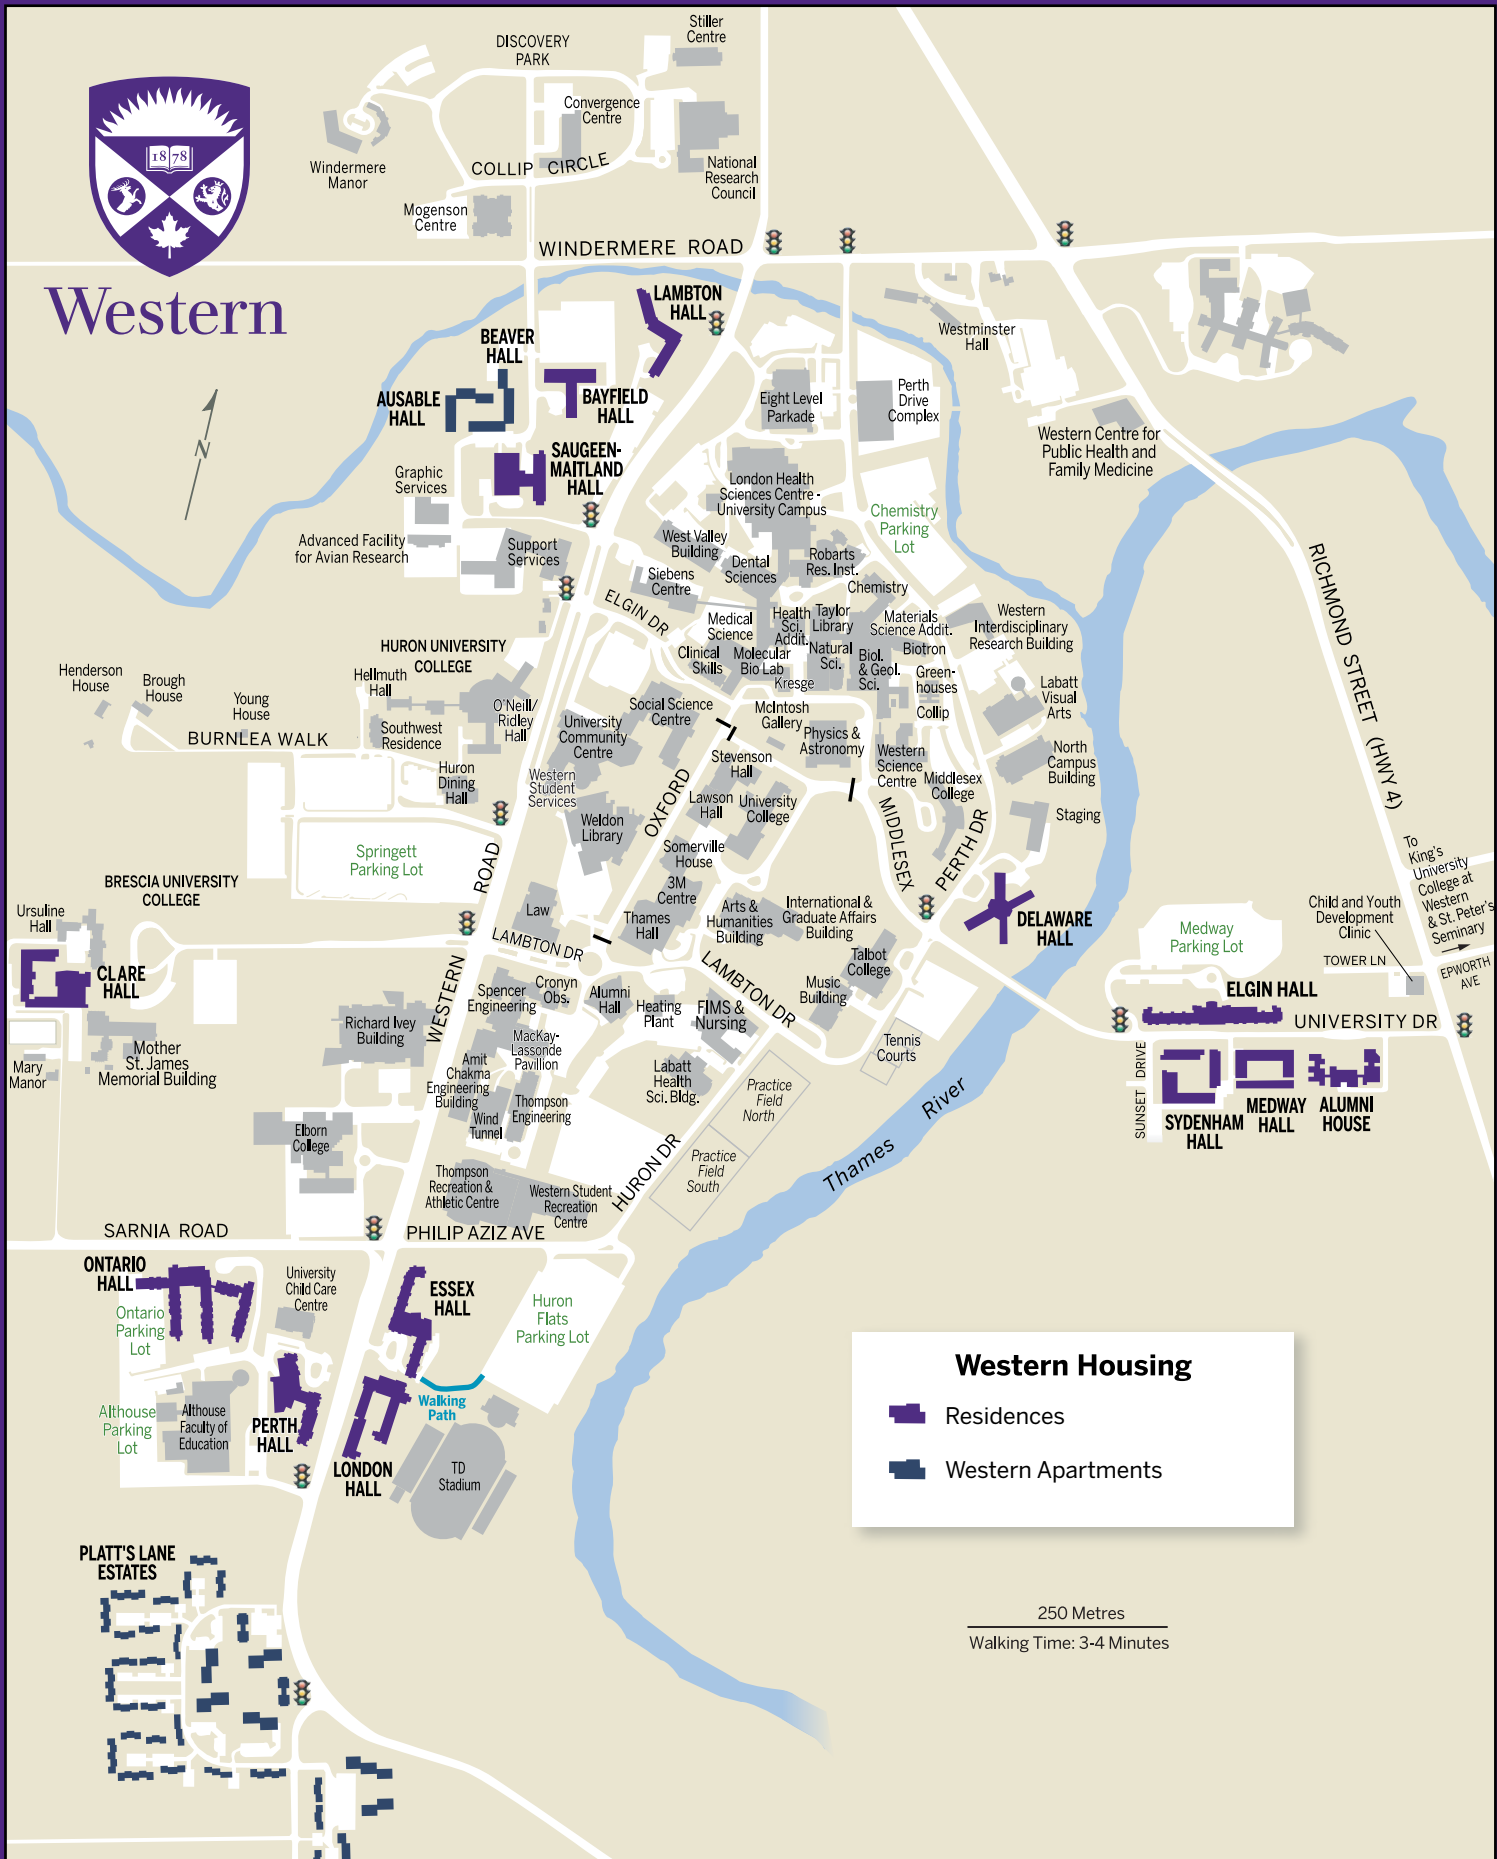 Stiller
Centre
DISCOVERY
PARK
Convergence
Centre
18 78
Windermere
Manor
COLLIP CIRCLE
National
Research
Council
Mogenson
Centre
WINDERMERE ROAD
Western
LAMBTON
HALL
BEAVER
HALL
Westminster
Hall
AUSABLE
HALL
BAYFIELD
HALL
Eight Level
Parkade
Perth
Drive
Complex
N
Western Centre for
Public Health and
Family Medicine
SAUGEEN-
MAITLAND
HALL
Graphic
Services
London Health
Sciences Centre -
University Campus
Chemistry
Parking
Lot
Advanced Facility
for Avian Research
Support
Services
West Valley
Building
Dental
Sciences
Robarts
Res. Inst.
Siebens
Centre
Chemistry
ELGIN DR
RICHMOND STREET (HWY 4)
Medical
Science
Health
Sci.
Addit.
Taylor
Library
Materials
Science Addit.
Western
Interdisciplinary
Research Building
HURON UNIVERSITY
COLLEGE
Clinical
Skills
Molecular
Bio Lab
Natural
Sci.
Biol.
& Geol.
Sci.
Biotron
Kresge
Green-
houses
Henderson
House
Brough
House
Young
House
Hellmuth
Hall
O'Neill/
Ridley
Hall
Labatt
Visual
Arts
Social Science
Centre
McIntosh
Gallery
Collip
BURNLEA WALK
Southwest
Residence
University
Community
Centre
Physics &
Astronomy
Stevenson
Hall
Western
Science
Centre
North
Campus
Building
Huron
Dining
Hall
Western
Student
Services
Middlesex
College
OXFORD
Lawson
Hall
University
College
MIDDLESEX
Weldon
Library
Staging
PERTH DR
Springett
Parking Lot
Somerville
House
ROAD
3M
Centre
To
King's
University
College at
Western
& St. Peter's
Seminary
BRESCIA UNIVERSITY
COLLEGE
Ursuline
Hall
Law
Thames
Hall
Arts &
Humanities
Building
International &
Graduate Affairs
Building
DELAWARE
HALL
Child and Youth
Development
Clinic
Medway
Parking Lot
LAMBTON DR
Talbot
College
TOWER LN
EPWORTH
AVE
CLARE
HALL
LAMBTON DR
Music
Building
ELGIN HALL
Spencer
Engineering
Cronyn
Obs.
Alumni
Hall
Heating
Plant
FIMS &
Nursing
UNIVERSITY DR
WESTERN
Richard Ivey
Building
MacKay-
Lassonde
Pavillion
Tennis
Courts
Mother
St. James
Memorial Building
Mary
Manor
Amit
Chakma
Engineering
Building
Labatt
Health
Sci. Bldg.
Practice
Field
North
River
SUNSET DRIVE
Thompson
Engineering
Wind
Tunnel
SYDENHAM
HALL
MEDWAY
HALL
ALUMNI
HOUSE
Elborn
College
Practice
Field
South
Thames
HURON DR
Thompson
Recreation &
Athletic Centre
Western Student
Recreation
Centre
SARNIA ROAD
PHILIP AZIZ AVE
ONTARIO
HALL
University
Child Care
Centre
ESSEX
HALL
Huron
Flats
Parking Lot
Ontario
Parking
Lot
Western Housing
Residences
Western Apartments
Walking
Path
Althouse
Parking
Lot
Althouse
Faculty of
Education
PERTH
HALL
LONDON
HALL
TD
Stadium
PLATT'S LANE
ESTATES
250 Metres
Walking Time: 3-4 Minutes